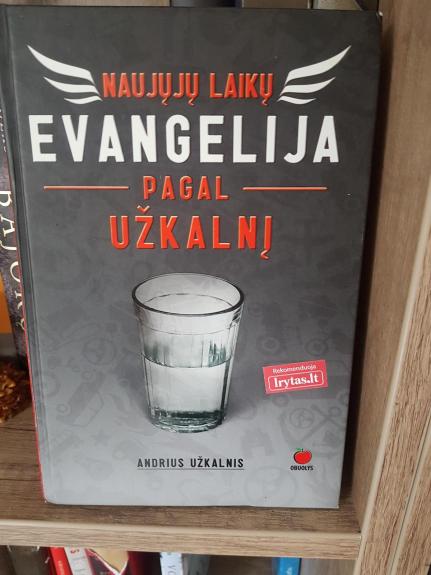 NAUJŲJŲ LAIKŲ
EVANGELIJA
PAGAL
UŽKALNĮ
Rekomenduoja
lrytas.lt
ANDRIUS UŽKALNIS
OBUOLYS